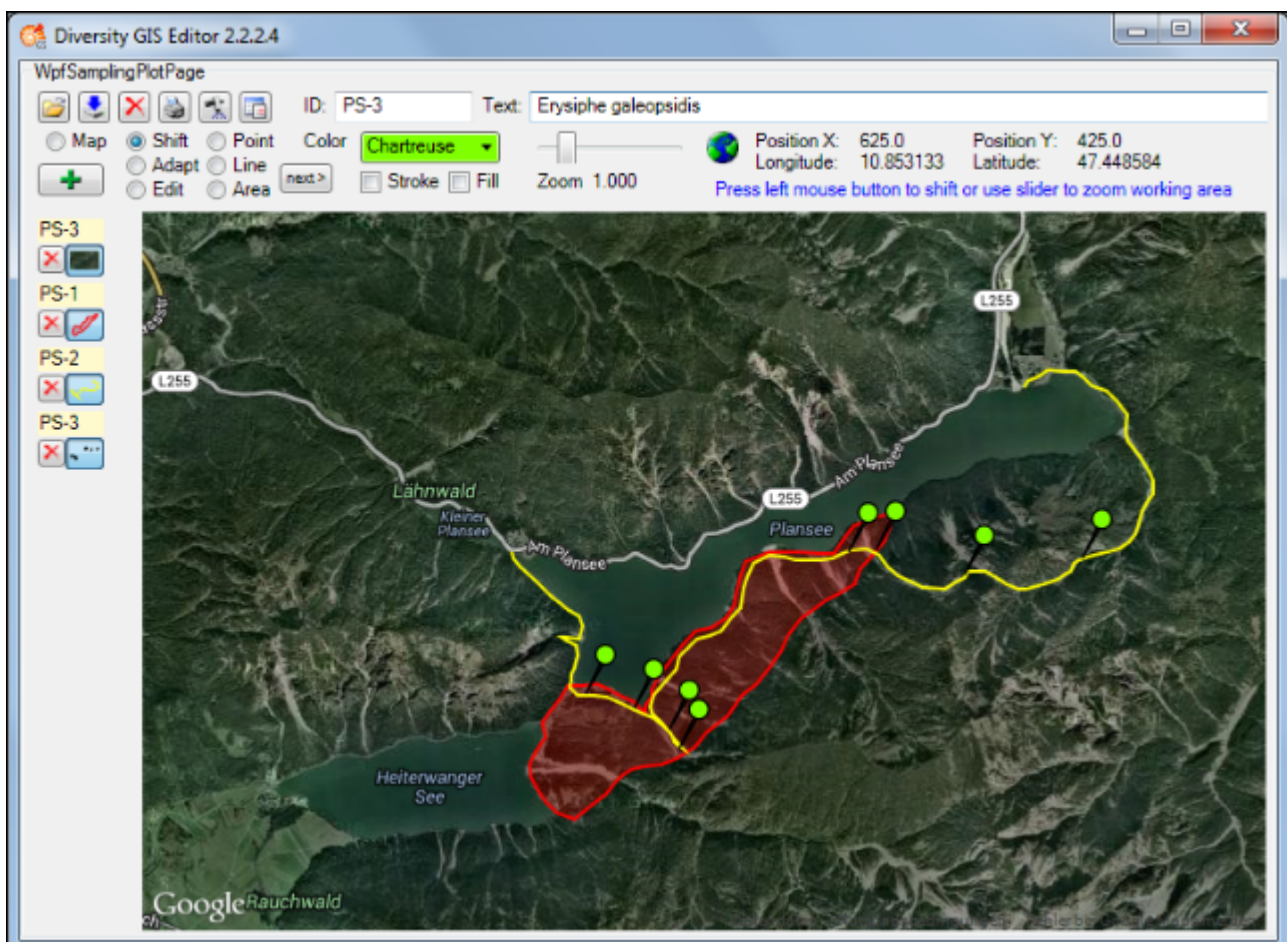 Diversity GIS Editor 2.2.2.4
WpfSamplingPlotPage
ID: PS-3 Text: Erysiphe galeopsidis
Map Shift Point Color Chartreuse Position X: 625.0 Position Y: 425.0
Adapt Line Longitude: 10.853133 Latitude: 47.448584
Edit Area next > Stroke Fill Zoom 1.000 Press left mouse button to shift or use slider to zoom working area
PS-3
PS-1
PS-2
PS-3
L255
L255
Lähnwald
Kleiner
Plansee
Am Plansee
L255
Plansee
Am Plansee
Heiterwanger
See
Google
Rauchwald